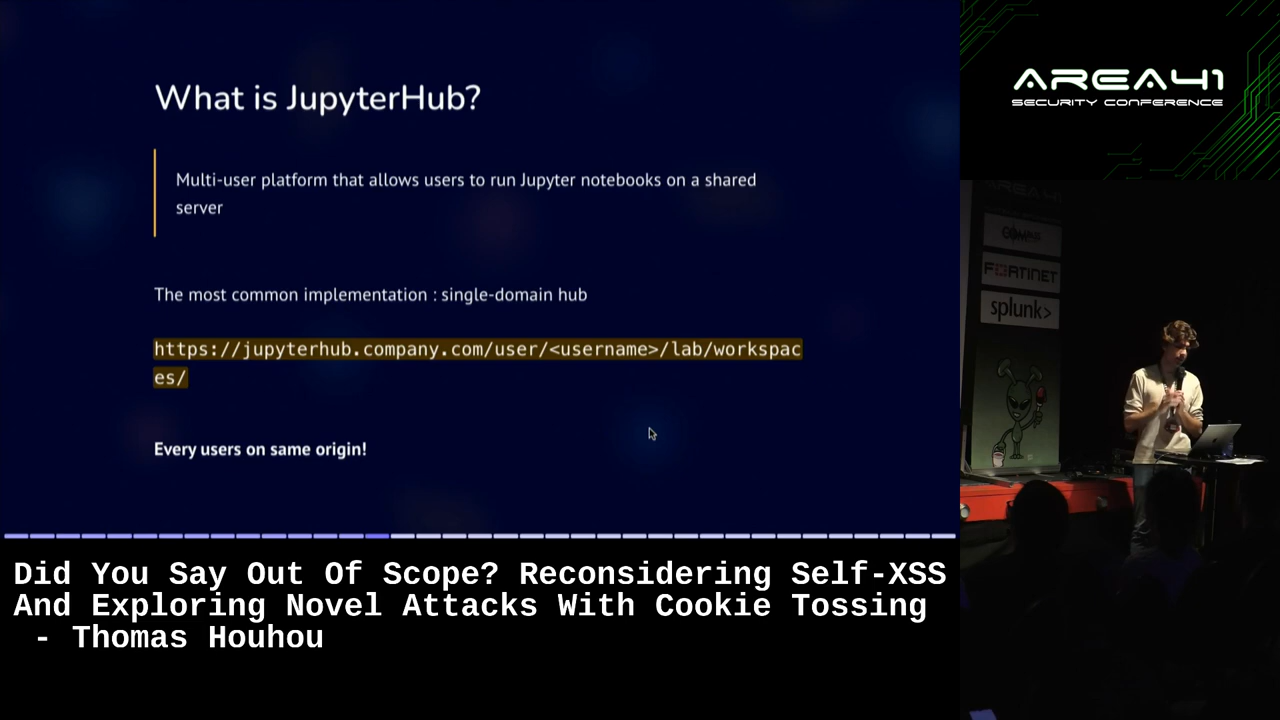 What is JupyterHub?
Multi-user platform that allows users to run Jupyter notebooks on a shared
server
The most common implementation : single-domain hub
https://jupyterhub.company.com/user/<username>/lab/workspac
es/
Every users on same origin!
Did You Say Out Of Scope? Reconsidering Self-XSS
And Exploring Novel Attacks With Cookie Tossing
- Thomas Houhou
AREA41
SECURITY CONFERENCE
AREA41
FORTINET
splunk>